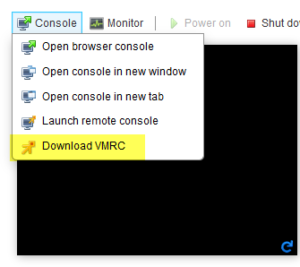 Console Monitor Power on Shut do
Open browser console
Open console in new window
Open console in new tab
Launch remote console
Download VMRC